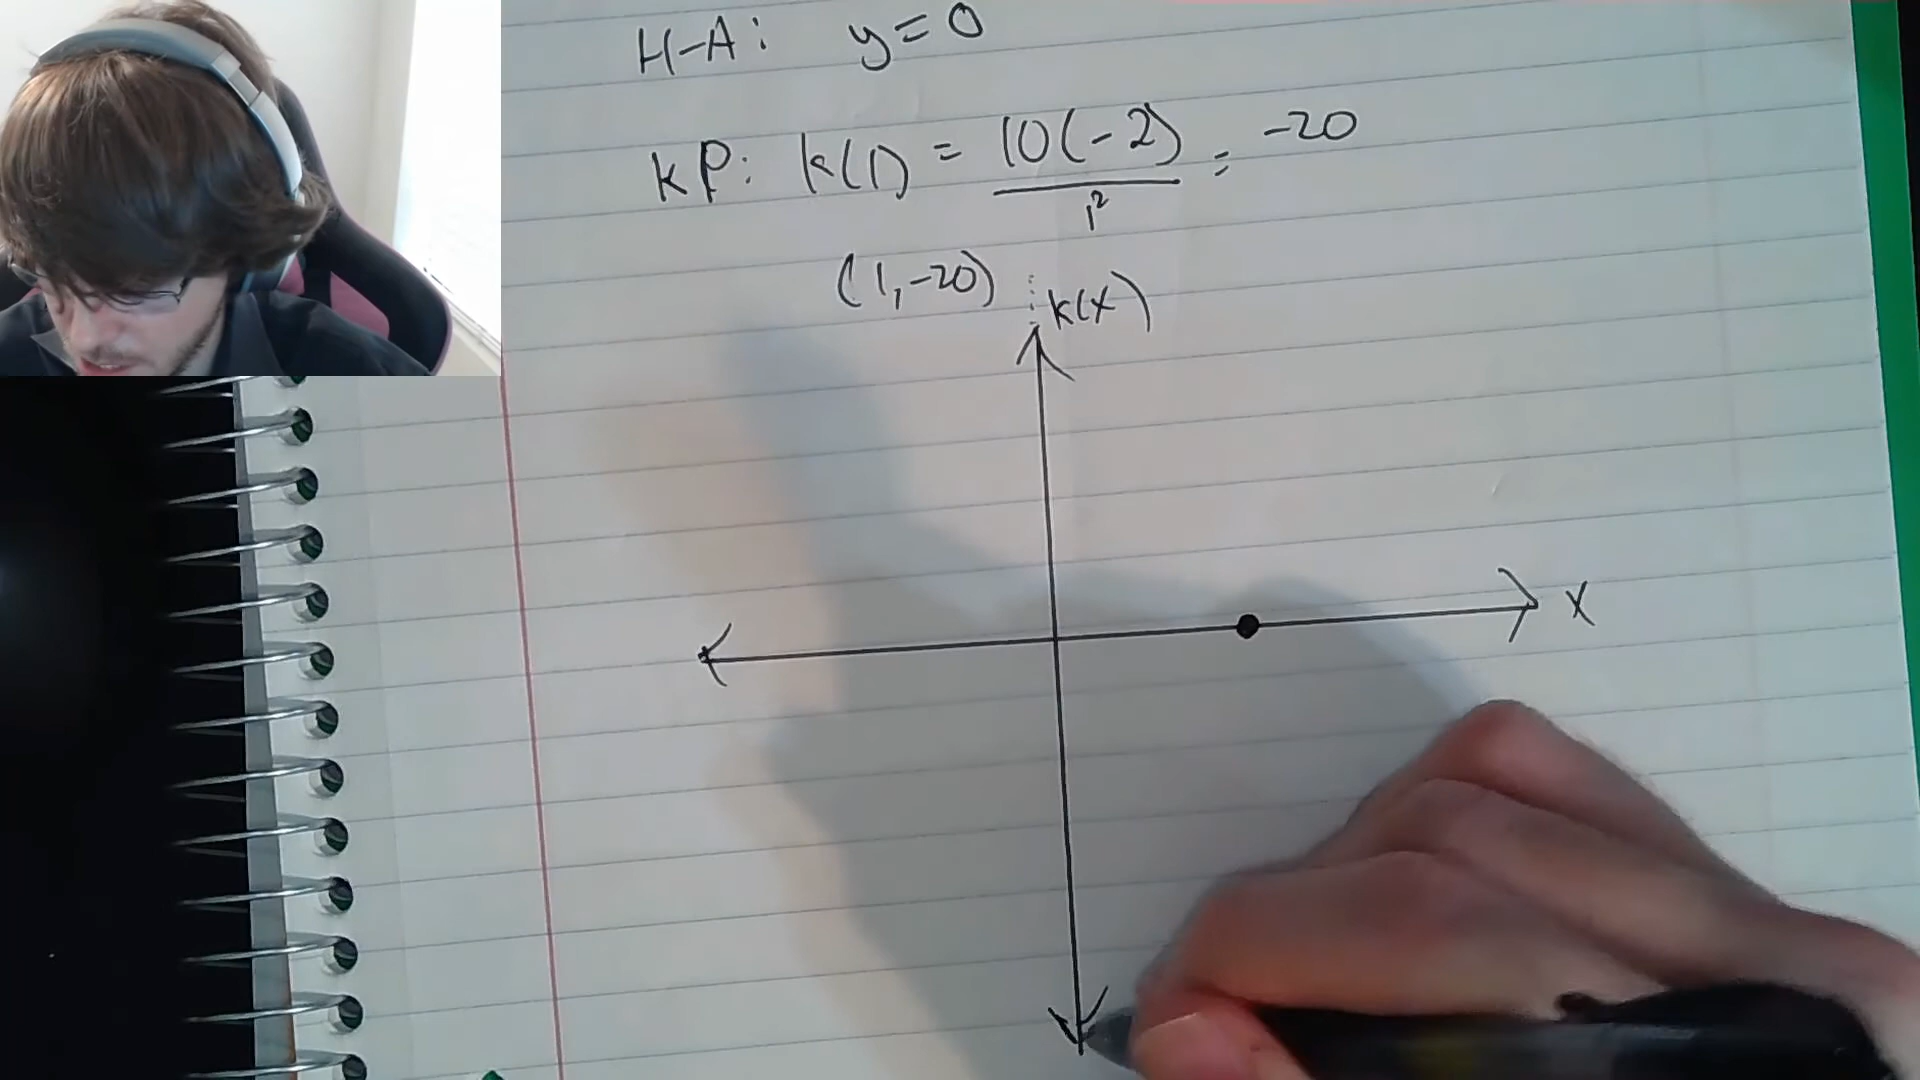 H-A: y=0
KP: k(1) = 10(-2)/1² = -20
(1,-20)
k(x)
x